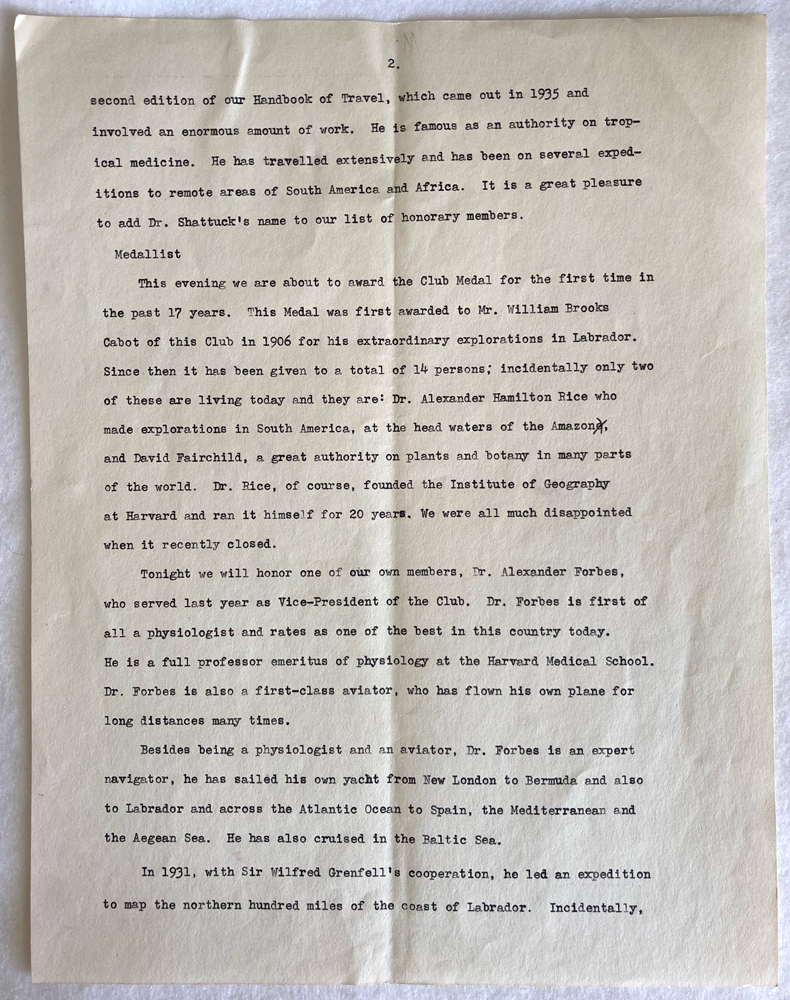 2.
second edition of our Handbook of Travel, which came out in 1935 and
involved an enormous amount of work. He is famous as an authority on trop-
ical medicine. He has travelled extensively and has been on several exped-
itions to remote areas of South America and Africa. It is a great pleasure
to add Dr. Shattuck's name to our list of honorary members.
Medallist
This evening we are about to award the Club Medal for the first time in
the past 17 years. This Medal was first awarded to Mr. William Brooks
Cabot of this Club in 1906 for his extraordinary explorations in Labrador.
Since then it has been given to a total of 14 persons; incidentally only two
of these are living today and they are: Dr. Alexander Hamilton Rice who
made explorations in South America, at the head waters of the Amazon,
and David Fairchild, a great authority on plants and botany in many parts
of the world. Dr. Rice, of course, founded the Institute of Geography
at Harvard and ran it himself for 20 years. We were all much disappointed
when it recently closed.
Tonight we will honor one of our own members, Dr. Alexander Forbes,
who served last year as Vice-President of the Club. Dr. Forbes is first of
all a physiologist and rates as one of the best in this country today.
He is a full professor emeritus of physiology at the Harvard Medical School.
Dr. Forbes is also a first-class aviator, who has flown his own plane for
long distances many times.
Besides being a physiologist and an aviator, Dr. Forbes is an expert
navigator, he has sailed his own yacht from New London to Bermuda and also
to Labrador and across the Atlantic Ocean to Spain, the Mediterranean and
the Aegean Sea. He has also cruised in the Baltic Sea.
In 1931, with Sir Wilfred Grenfell's cooperation, he led an expedition
to map the northern hundred miles of the coast of Labrador. Incidentally,